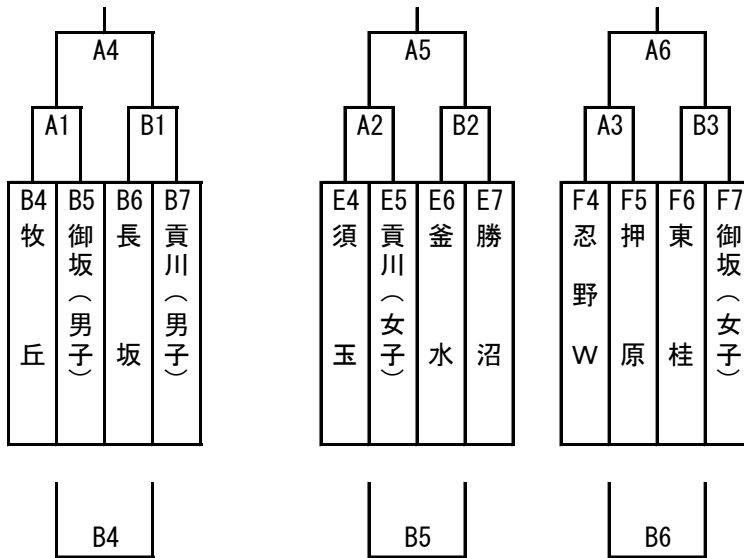 A4 A5 A6
A1 B1 A2 B2 A3 B3
B4 B5 B6 B7 E4 E5 E6 E7 F4 F5 F6 F7
牧丘
御坂（男子）
長坂
貢川（男子）
須玉
貢川（女子）
釜水
勝沼
忍野W
押原
東桂
御坂（女子）
B4 B5 B6